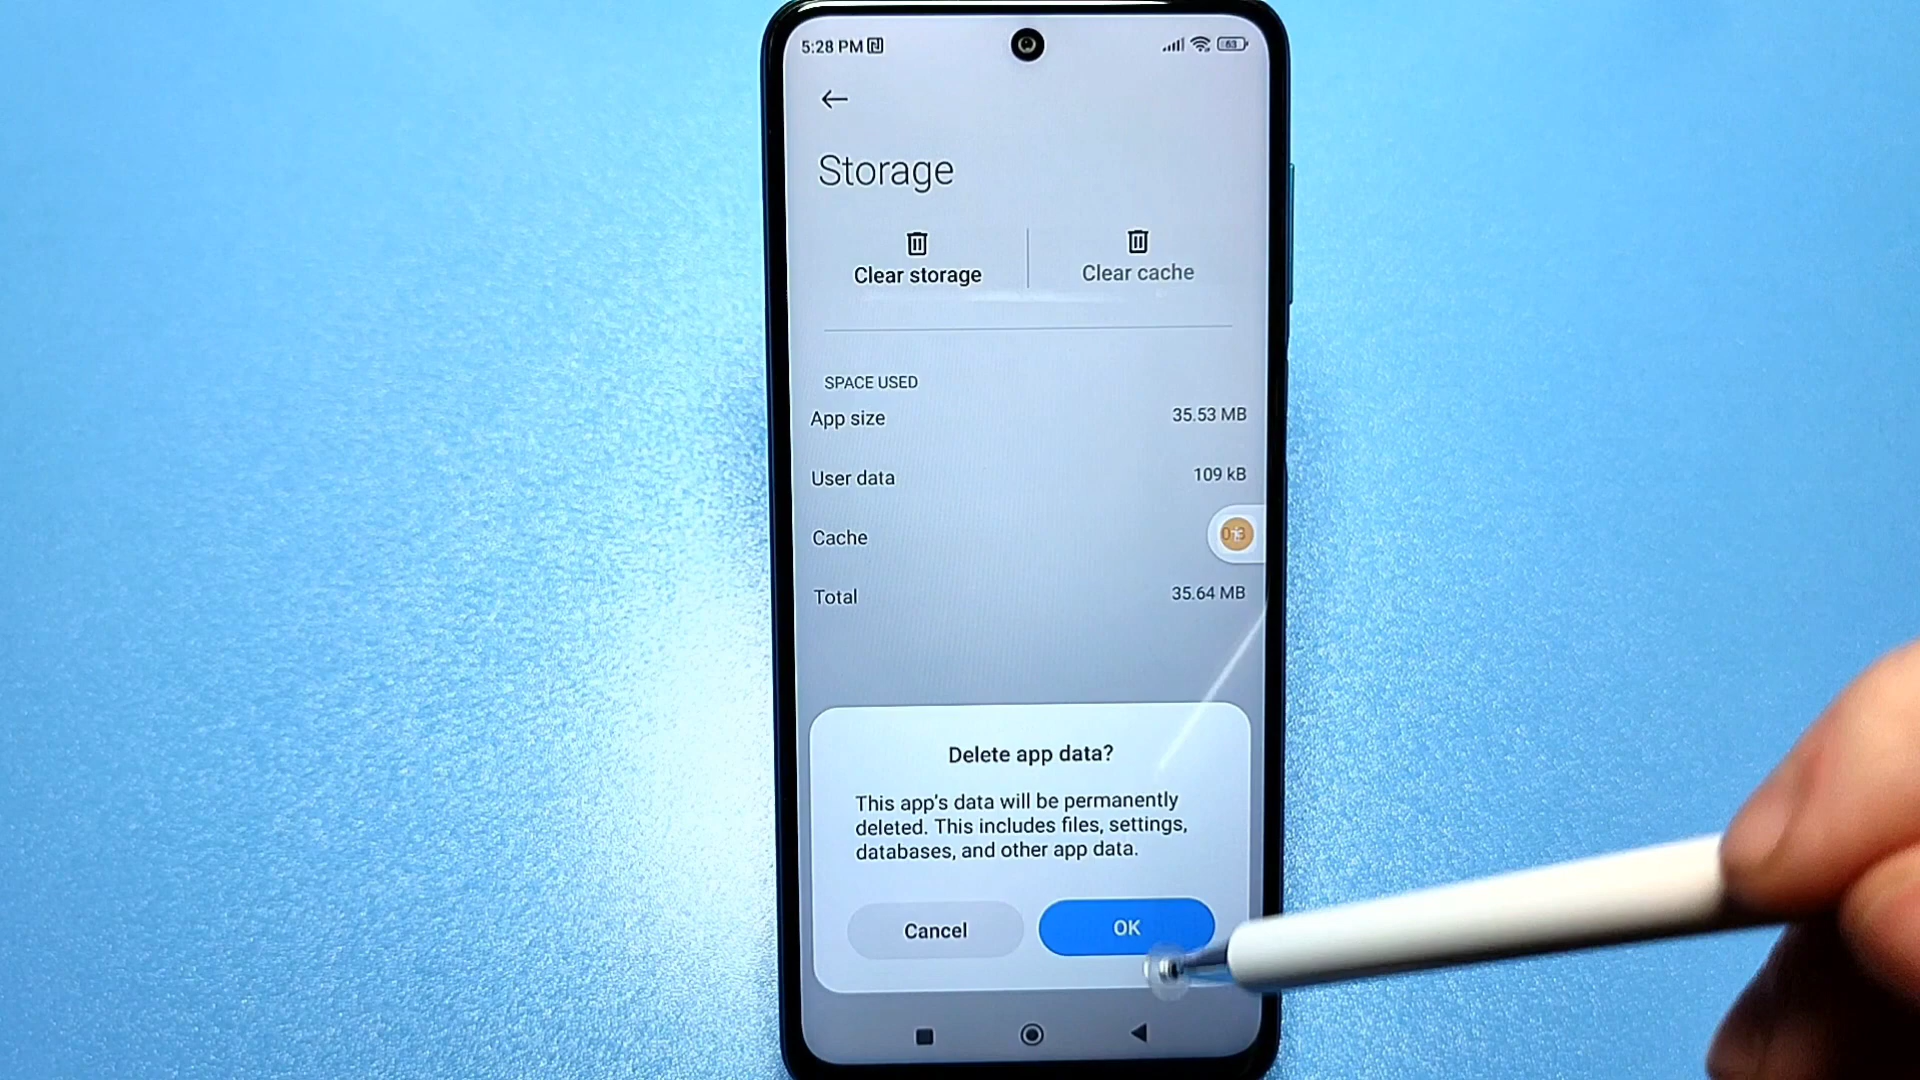 5:28 PM
63
Storage
Clear storage
Clear cache
SPACE USED
App size
35.53 MB
User data
109 kB
Cache
Total
35.64 MB
Delete app data?
This app's data will be permanently
deleted. This includes files, settings,
databases, and other app data.
Cancel
OK